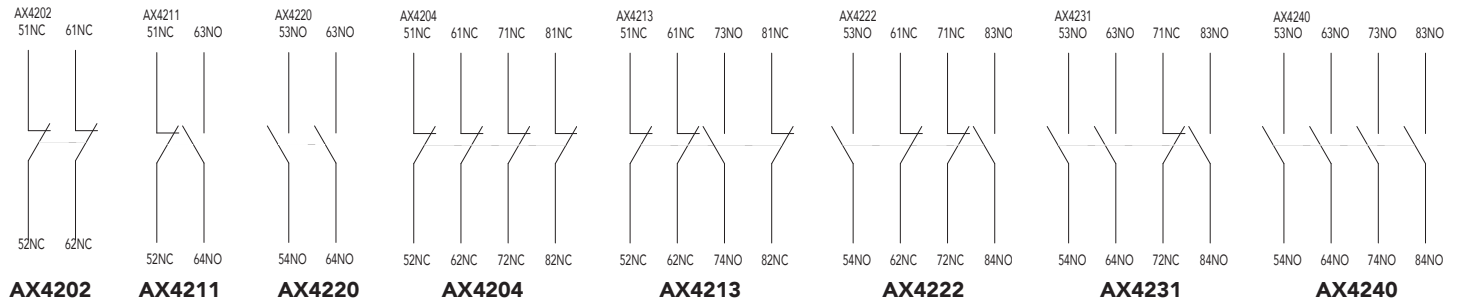 AX4202
51NC 61NC
52NC 62NC
AX4202
AX4211
51NC 63NO
52NC 64NO
AX4211
AX4220
53NO 63NO
54NO 64NO
AX4220
AX4204
51NC 61NC 71NC 81NC
52NC 62NC 72NC 82NC
AX4204
AX4213
51NC 61NC 73NO 81NC
52NC 62NC 74NO 82NC
AX4213
AX4222
53NO 61NC 71NC 83NO
54NO 62NC 72NC 84NO
AX4222
AX4231
53NO 63NO 71NC 83NO
54NO 64NO 72NC 84NO
AX4231
AX4240
53NO 63NO 73NO 83NO
54NO 64NO 74NO 84NO
AX4240